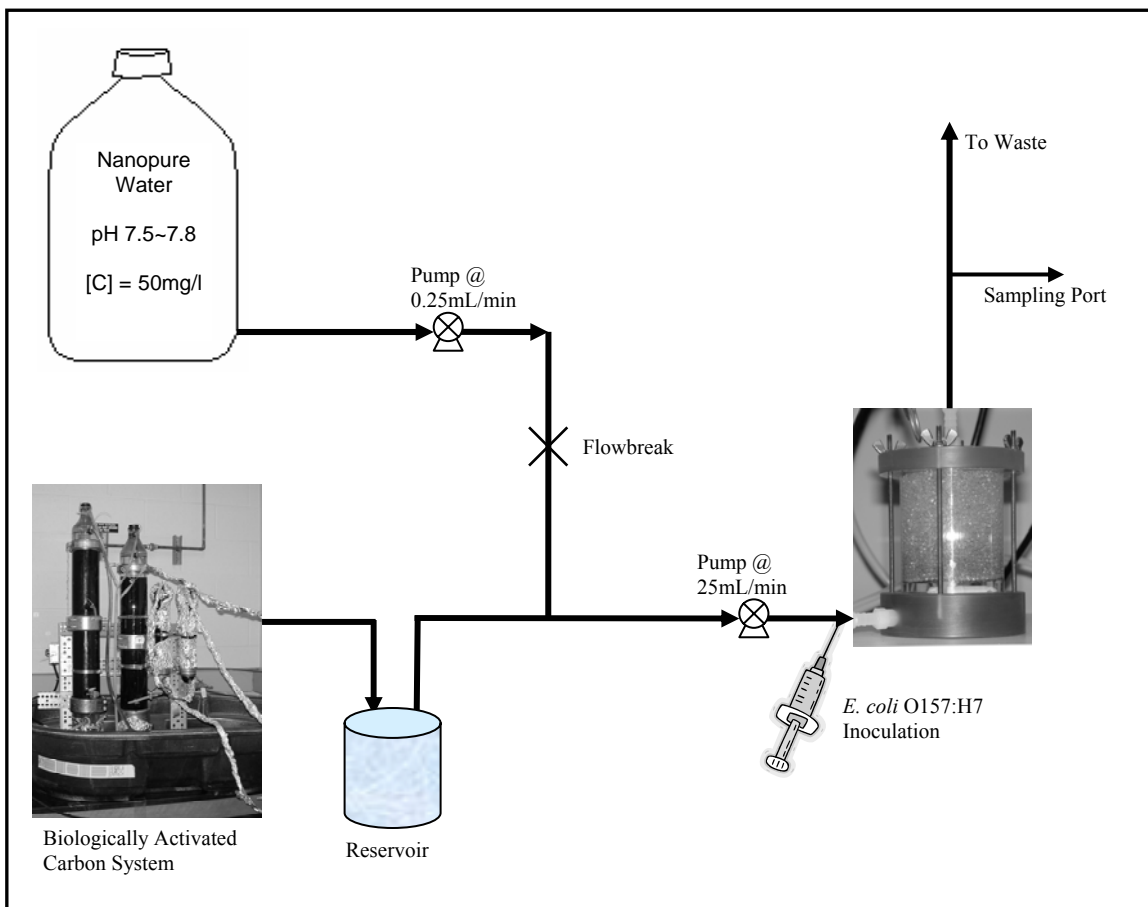 Nanopure
Water
pH 7.5~7.8
[C] = 50mg/l
Pump @
0.25mL/min
Flowbreak
To Waste
Sampling Port
Pump @
25mL/min
E. coli O157:H7
Inoculation
Biologically Activated
Carbon System
Reservoir